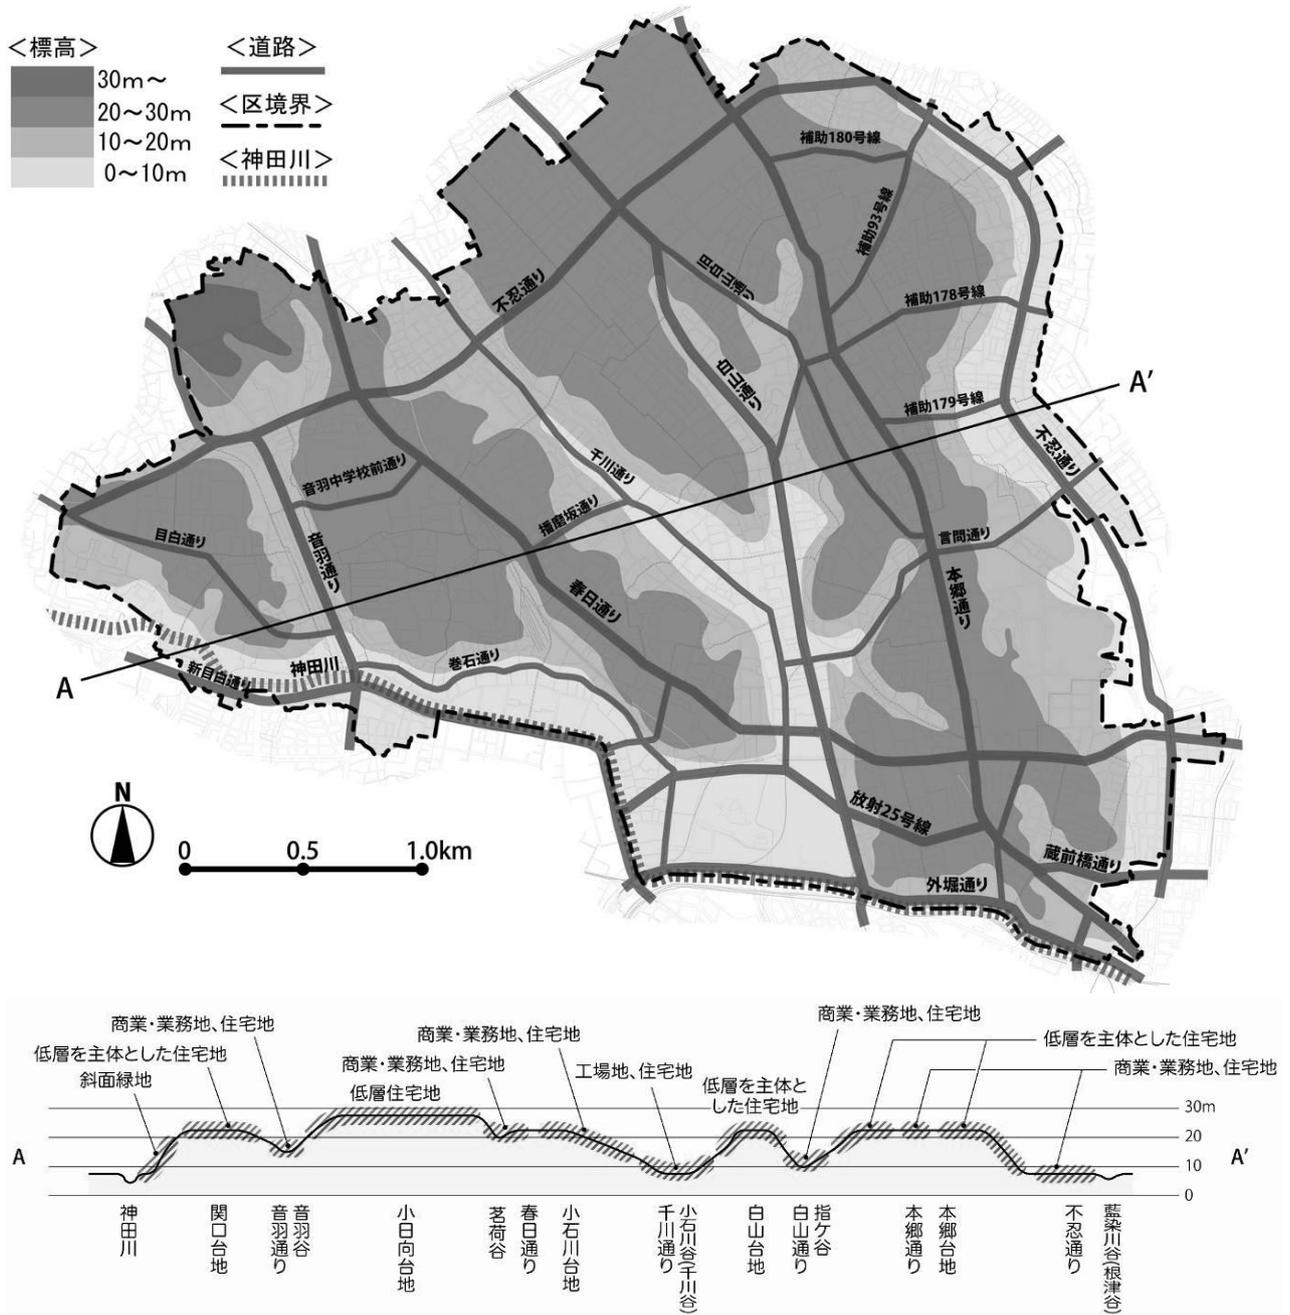 ＜標高＞
30m～
20～30m
10～20m
0～10m
＜道路＞
＜区境界＞
＜神田川＞
補助180号線
補助93号線
旧白山通り
不忍通り
補助178号線
白山通り
補助179号線
A'
不忍通り
千川通り
音羽中学校前通り
播磨坂通り
目白通り
音羽通り
言問通り
本郷通り
春日通り
神田川
巻石通り
新目白通り
A
N
0 0.5 1.0km
放射25号線
蔵前橋通り
外堀通り
商業・業務地、住宅地
低層を主体とした住宅地
斜面緑地
商業・業務地、住宅地
商業・業務地、住宅地
低層住宅地
工場地、住宅地
低層を主体と
した住宅地
商業・業務地、住宅地
低層を主体とした住宅地
商業・業務地、住宅地
30m
20
10
0
A
A'
神田川
関口台地
音羽通り
音羽谷
小日向台地
茗荷谷
春日通り
小石川台地
千川通り
小石川谷(千川谷)
白山台地
白山通り
指ケ谷
本郷通り
本郷台地
不忍通り
藍染川谷(根津谷)